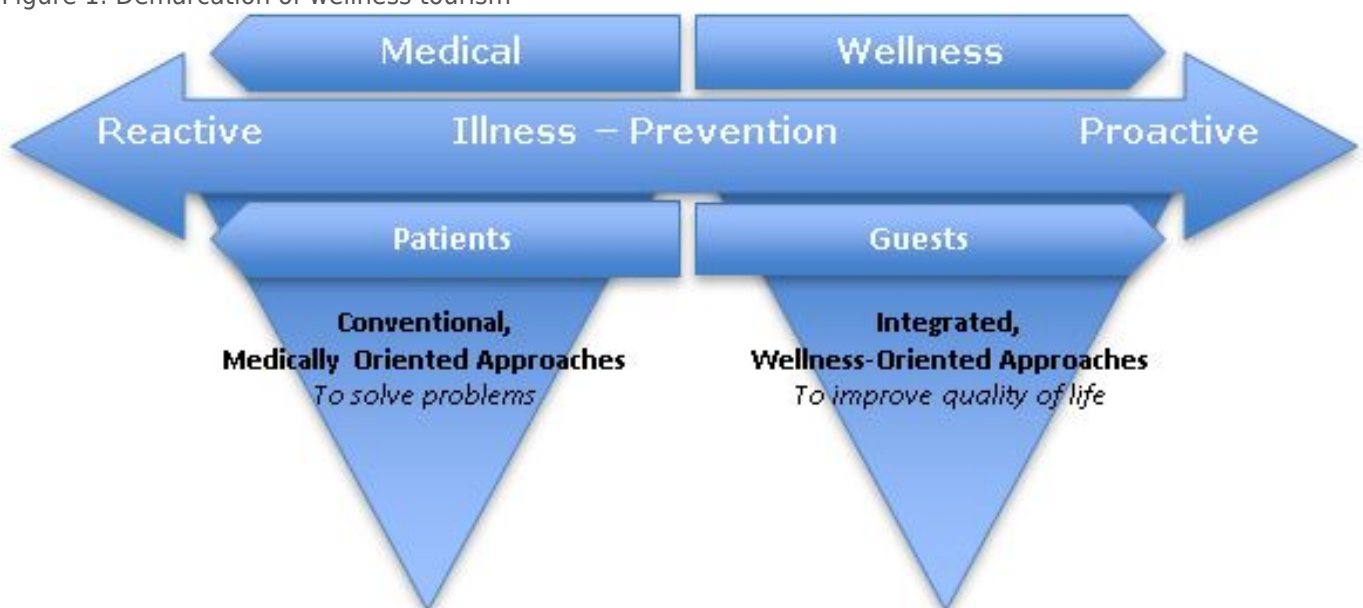 Figure 1: Demarcation of wellness tourism
Medical Wellness
Reactive Illness – Prevention Proactive
Patients Guests
Conventional,
Medically Oriented Approaches
To solve problems
Integrated,
Wellness-Oriented Approaches
To improve quality of life